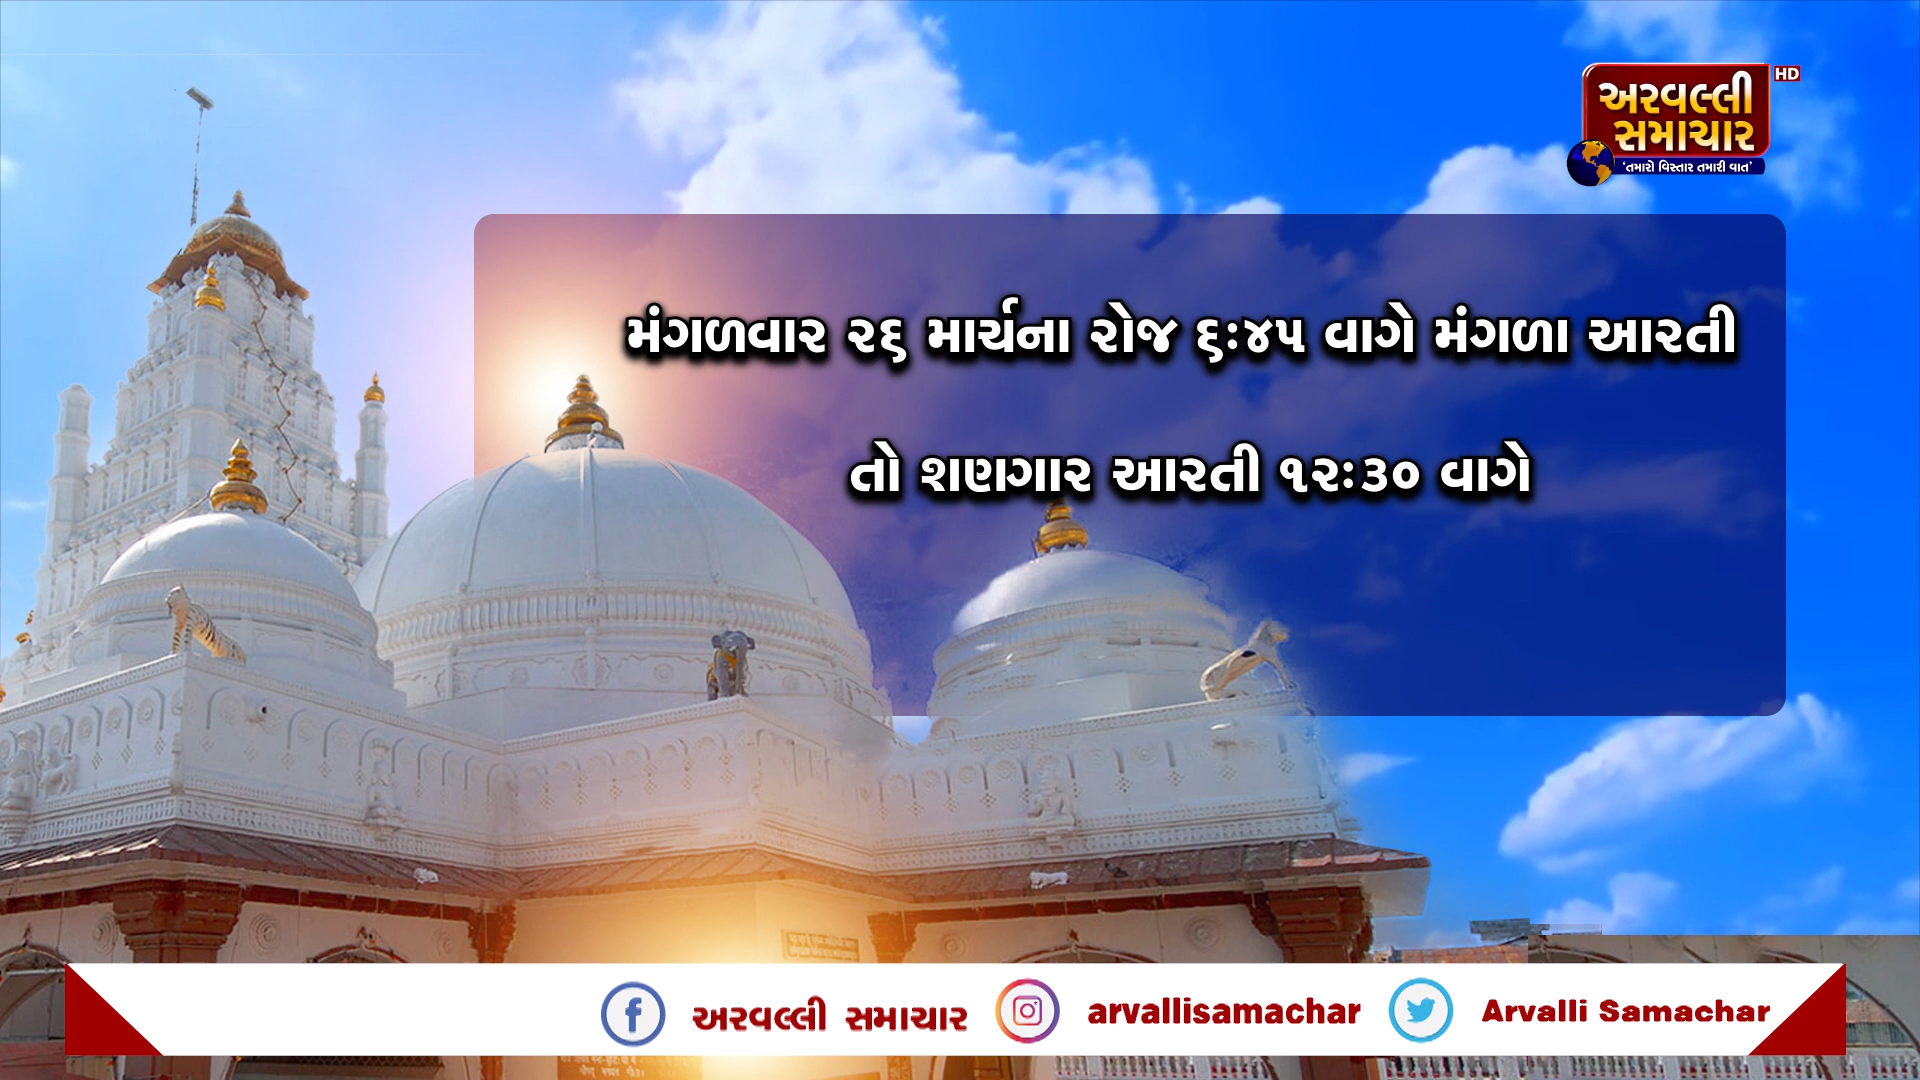 અરવલ્લી
HD
સમાચાર
'તમારો વિસ્તાર તમારી વાત'
મંગળવાર ૨૬ માર્ચના રોજ ૬ઃ૪૫ વાગે મંગળા આરતી
તો શણગાર આરતી ૧૨ઃ૩૦ વાગે
અરવલ્લી સમાચાર
arvallisamachar
Arvalli Samachar